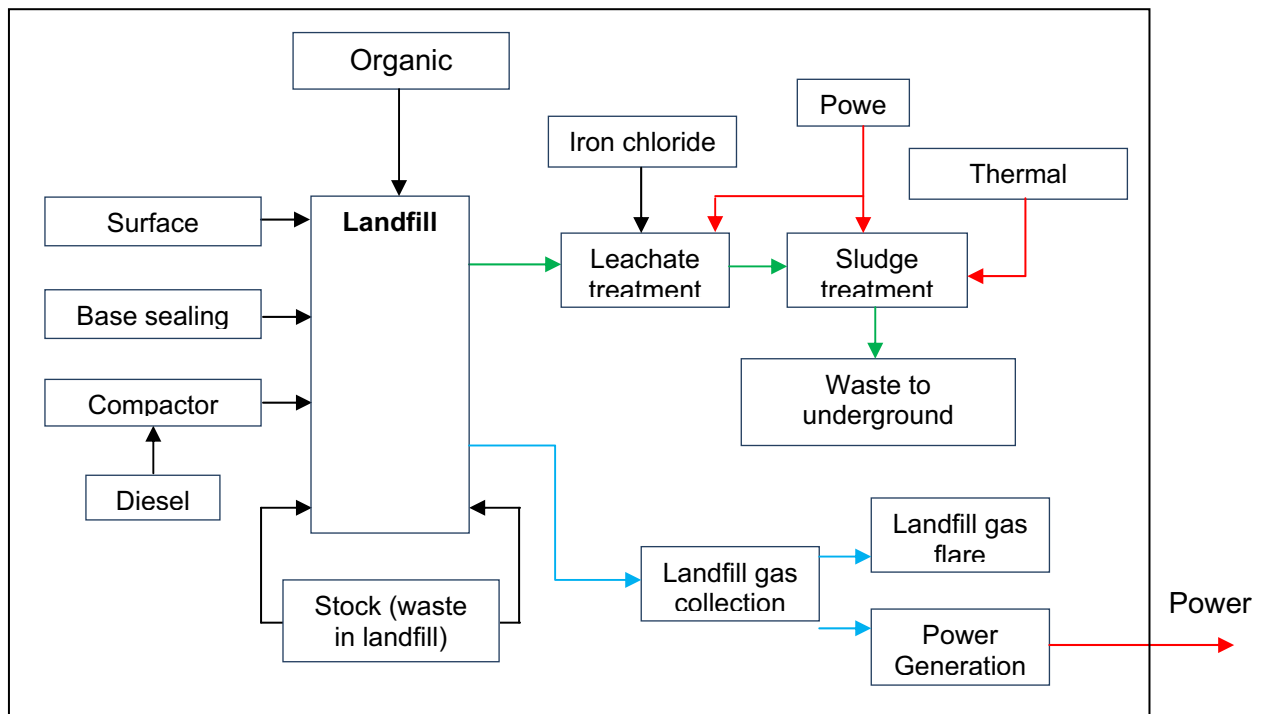 Organic
Powe
Iron chloride
Thermal
Surface
Landfill
Leachate
treatment
Sludge
treatment
Base sealing
Waste to
underground
Compactor
Diesel
Landfill gas
flare
Landfill gas
collection
Stock (waste
in landfill)
Power
Power
Generation